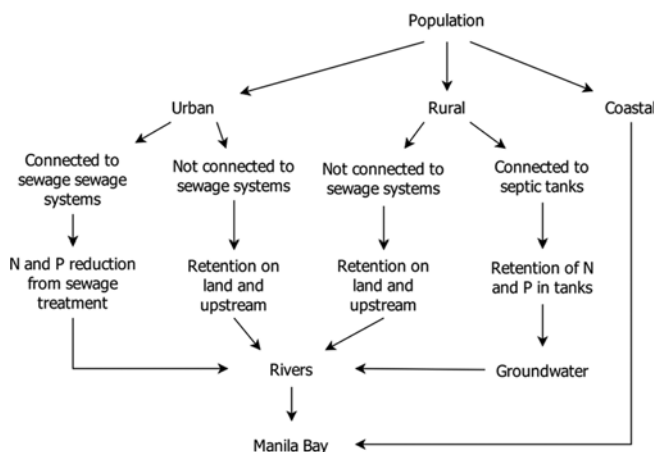 Population
Urban
Rural
Coastal
Connected to
sewage sewage
systems
Not connected to
sewage systems
Not connected to
sewage systems
Connected to
septic tanks
N and P reduction
from sewage
treatment
Retention on
land and
upstream
Retention on
land and
upstream
Retention of N
and P in tanks
Rivers
Groundwater
Manila Bay